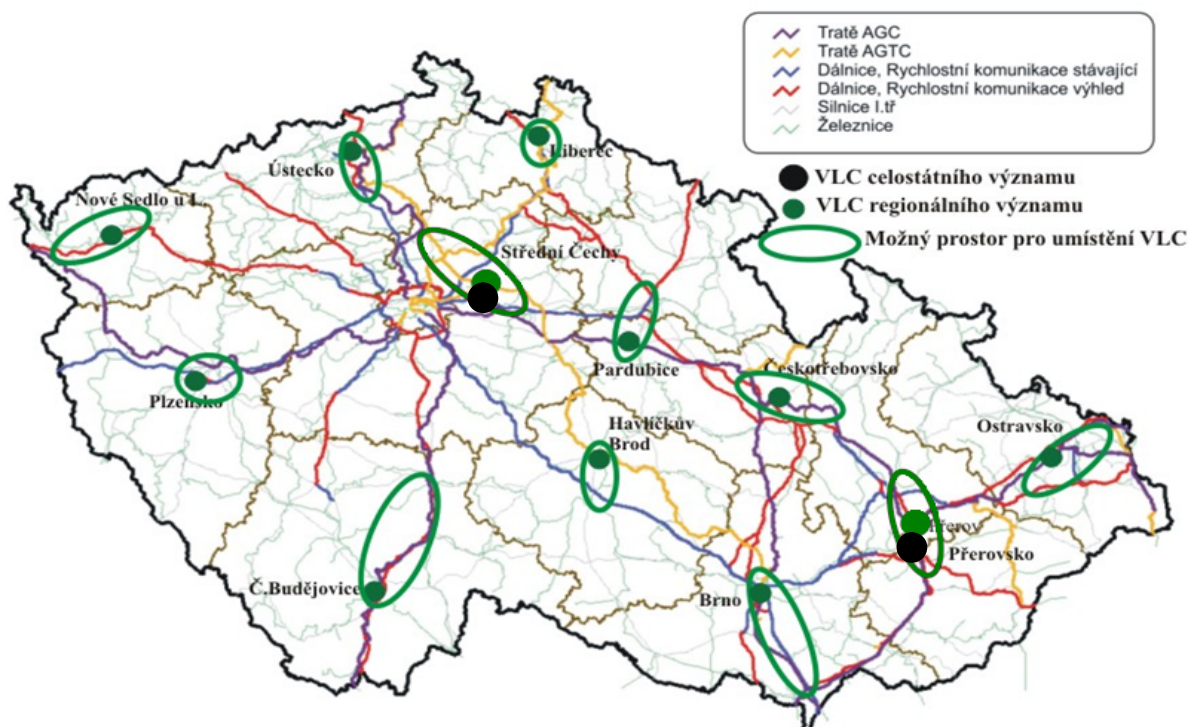 Tratě AGC
Tratě AGTC
Dálnice, Rychlostní komunikace stávající
Dálnice, Rychlostní komunikace výhled
Silnice I.tř
Železnice
VLC celostátního významu
VLC regionálního významu
Možný prostor pro umístění VLC
Liberec
Ústecko
Nové Sedlo u L.
Střední Čechy
Pardubice
Českotřebovsko
Plzeňsko
Havlíčkův
Brod
Ostravsko
Přerov
Přerovsko
Č.Budějovice
Brno